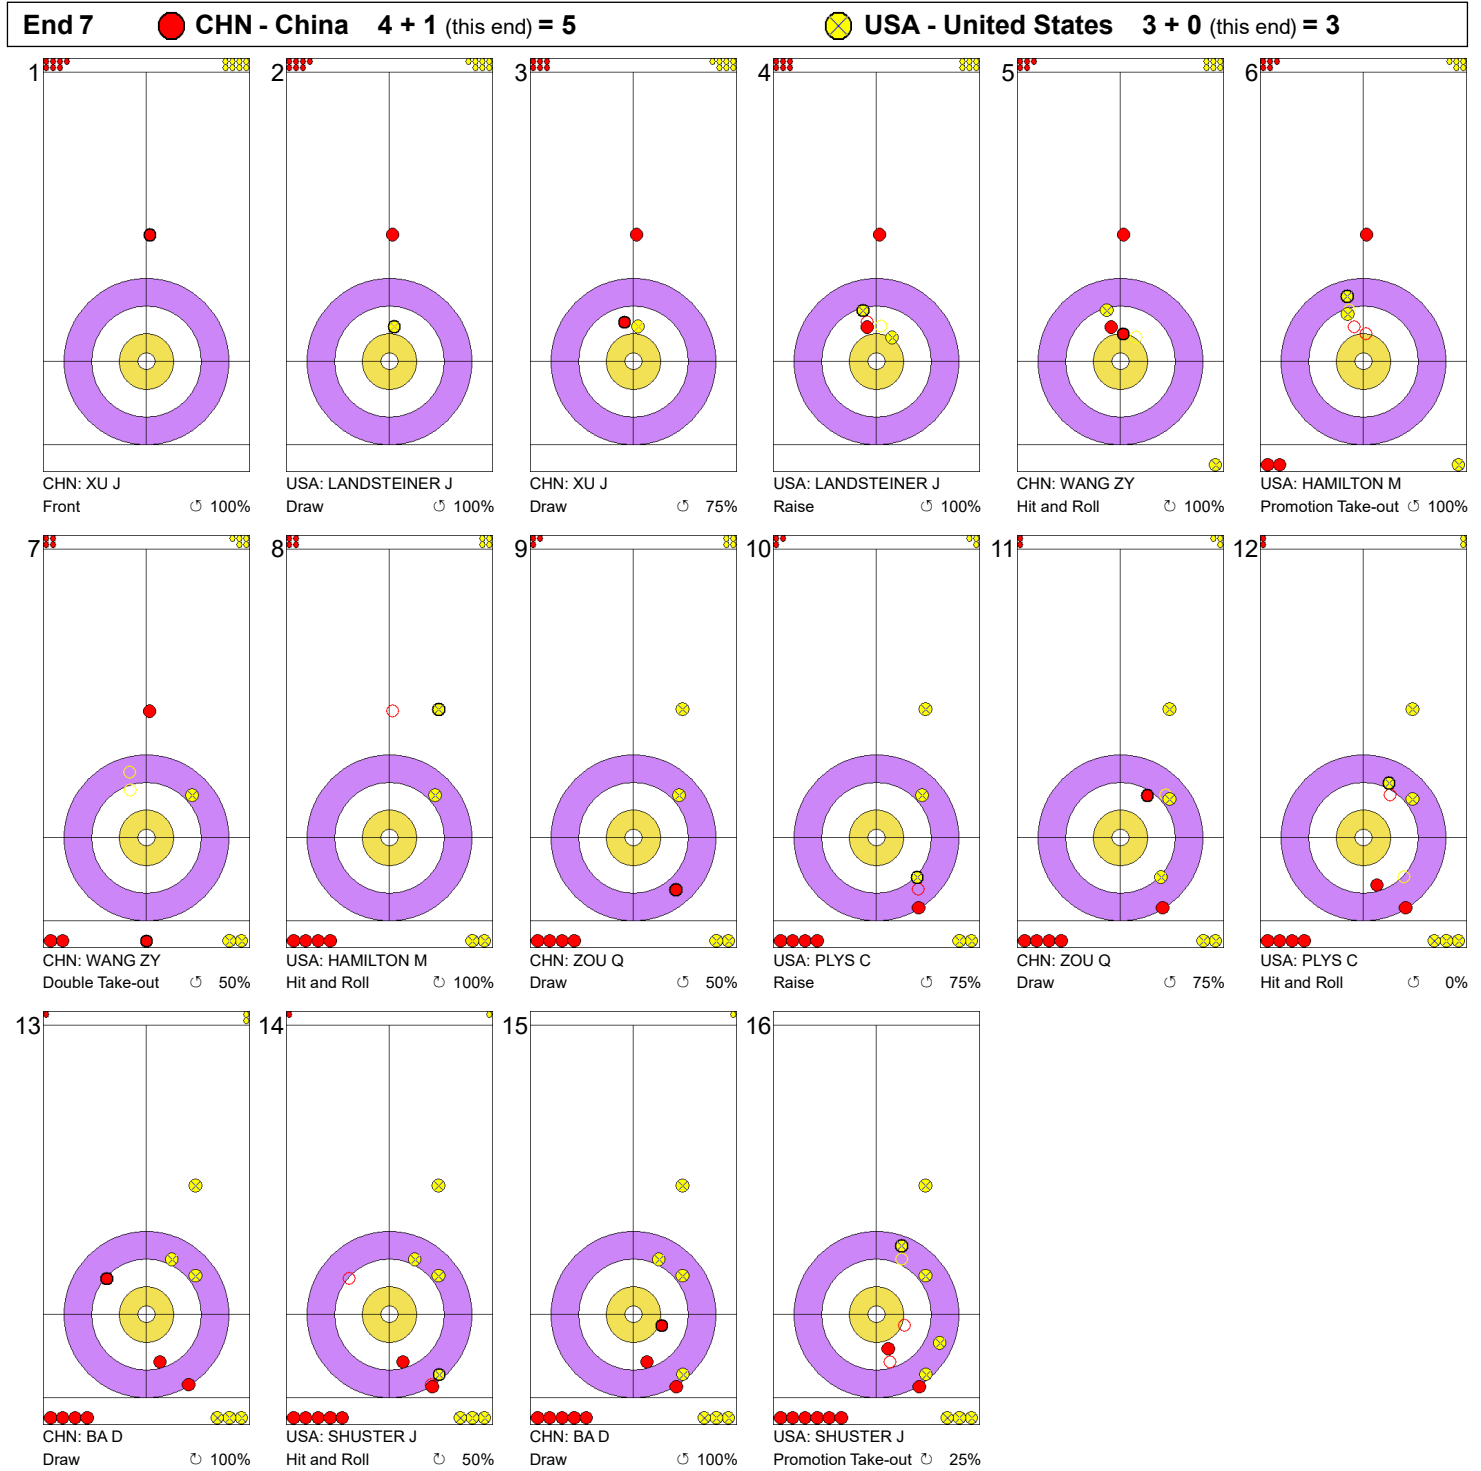 End 7 CHN - China 4 + 1 (this end) = 5 USA - United States 3 + 0 (this end) = 3
1 2 3 4 5 6
CHN: XU J USA: LANDSTEINER J CHN: XU J USA: LANDSTEINER J CHN: WANG ZY USA: HAMILTON M
Front ↺ 100% Draw ↺ 100% Draw ↺ 75% Raise ↺ 100% Hit and Roll ↻ 100% Promotion Take-out ↺ 100%
7 8 9 10 11 12
CHN: WANG ZY USA: HAMILTON M CHN: ZOU Q USA: PLYS C CHN: ZOU Q USA: PLYS C
Double Take-out ↺ 50% Hit and Roll ↻ 100% Draw ↺ 50% Raise ↺ 75% Draw ↺ 75% Hit and Roll ↺ 0%
13 14 15 16
CHN: BA D USA: SHUSTER J CHN: BA D USA: SHUSTER J
Draw ↻ 100% Hit and Roll ↻ 50% Draw ↺ 100% Promotion Take-out ↻ 25%